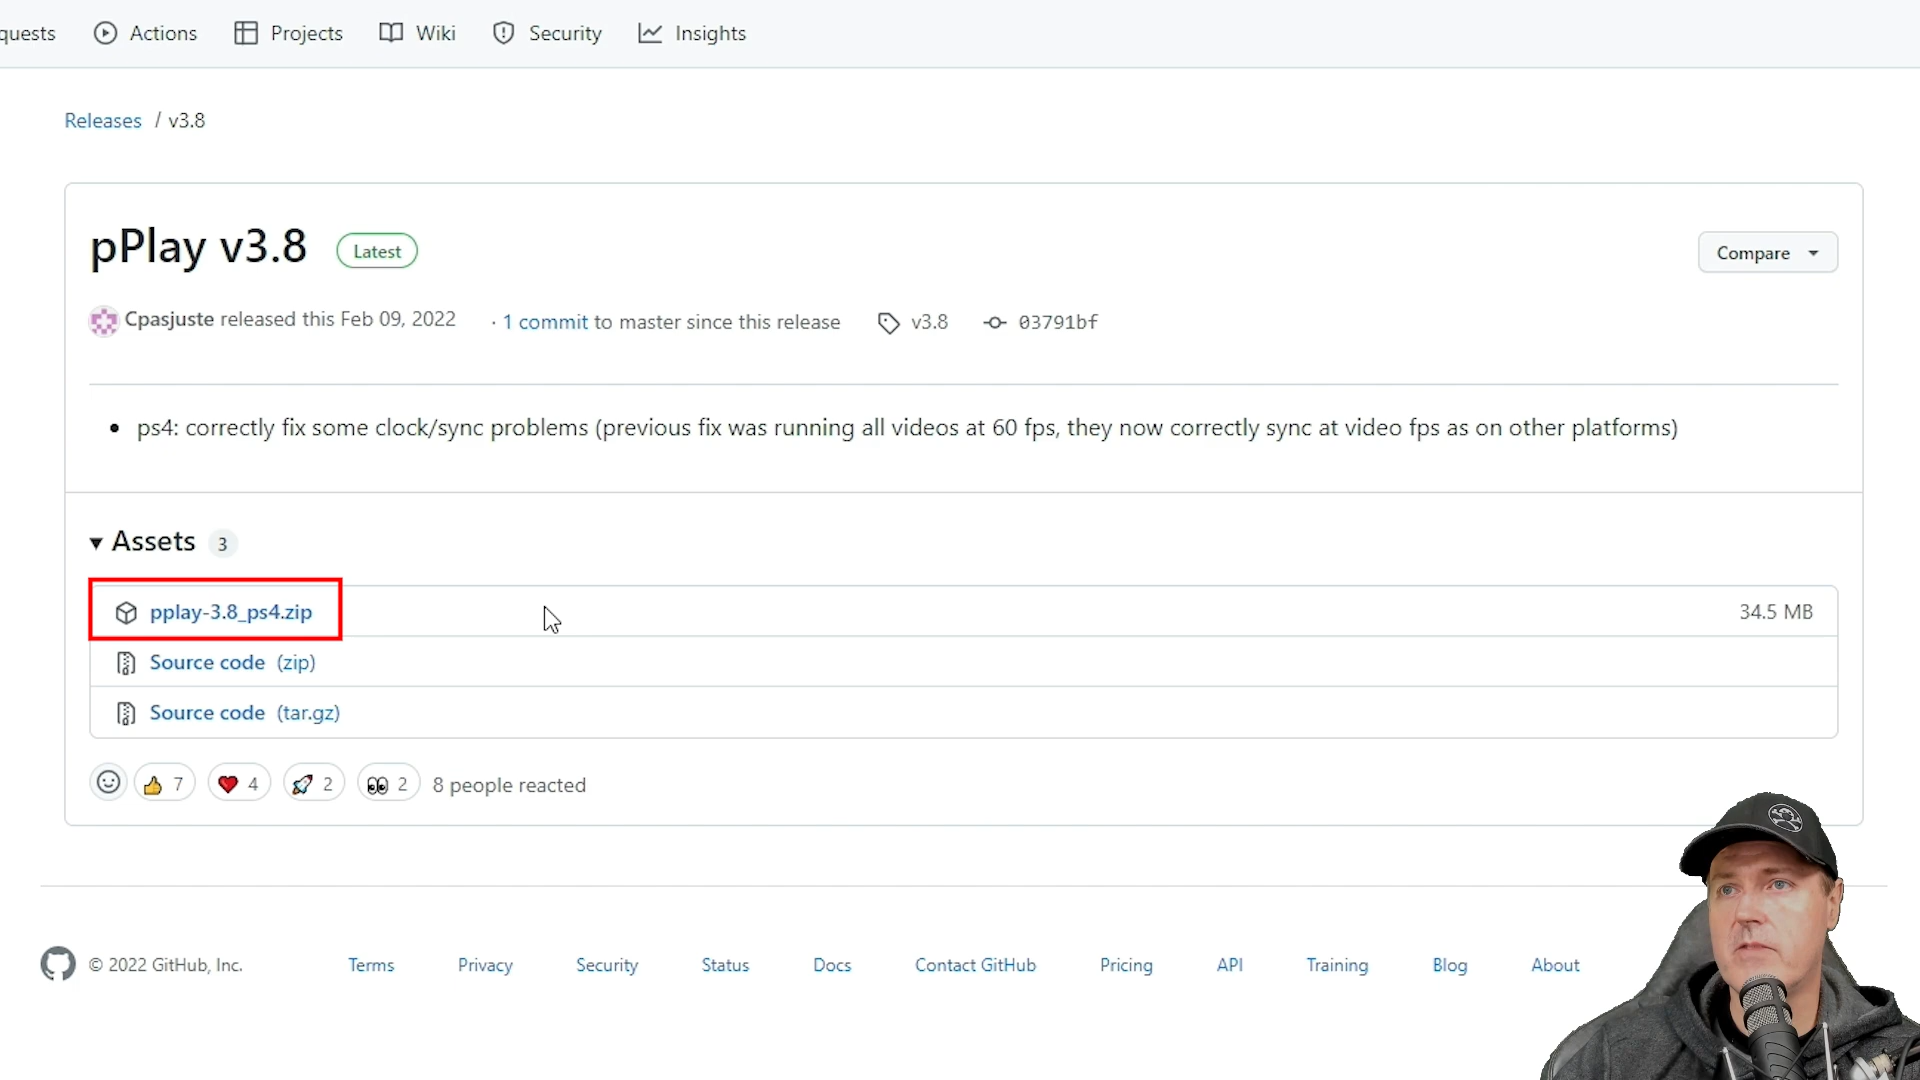 quests Actions Projects Wiki Security Insights
Releases / v3.8
pPlay v3.8 Latest Compare
Cpasjuste released this Feb 09, 2022 · 1 commit to master since this release v3.8 03791bf
• ps4: correctly fix some clock/sync problems (previous fix was running all videos at 60 fps, they now correctly sync at video fps as on other platforms)
Assets 3
pplay-3.8_ps4.zip 34.5 MB
Source code (zip)
Source code (tar.gz)
7 4 2 2 8 people reacted
© 2022 GitHub, Inc. Terms Privacy Security Status Docs Contact GitHub Pricing API Training Blog About